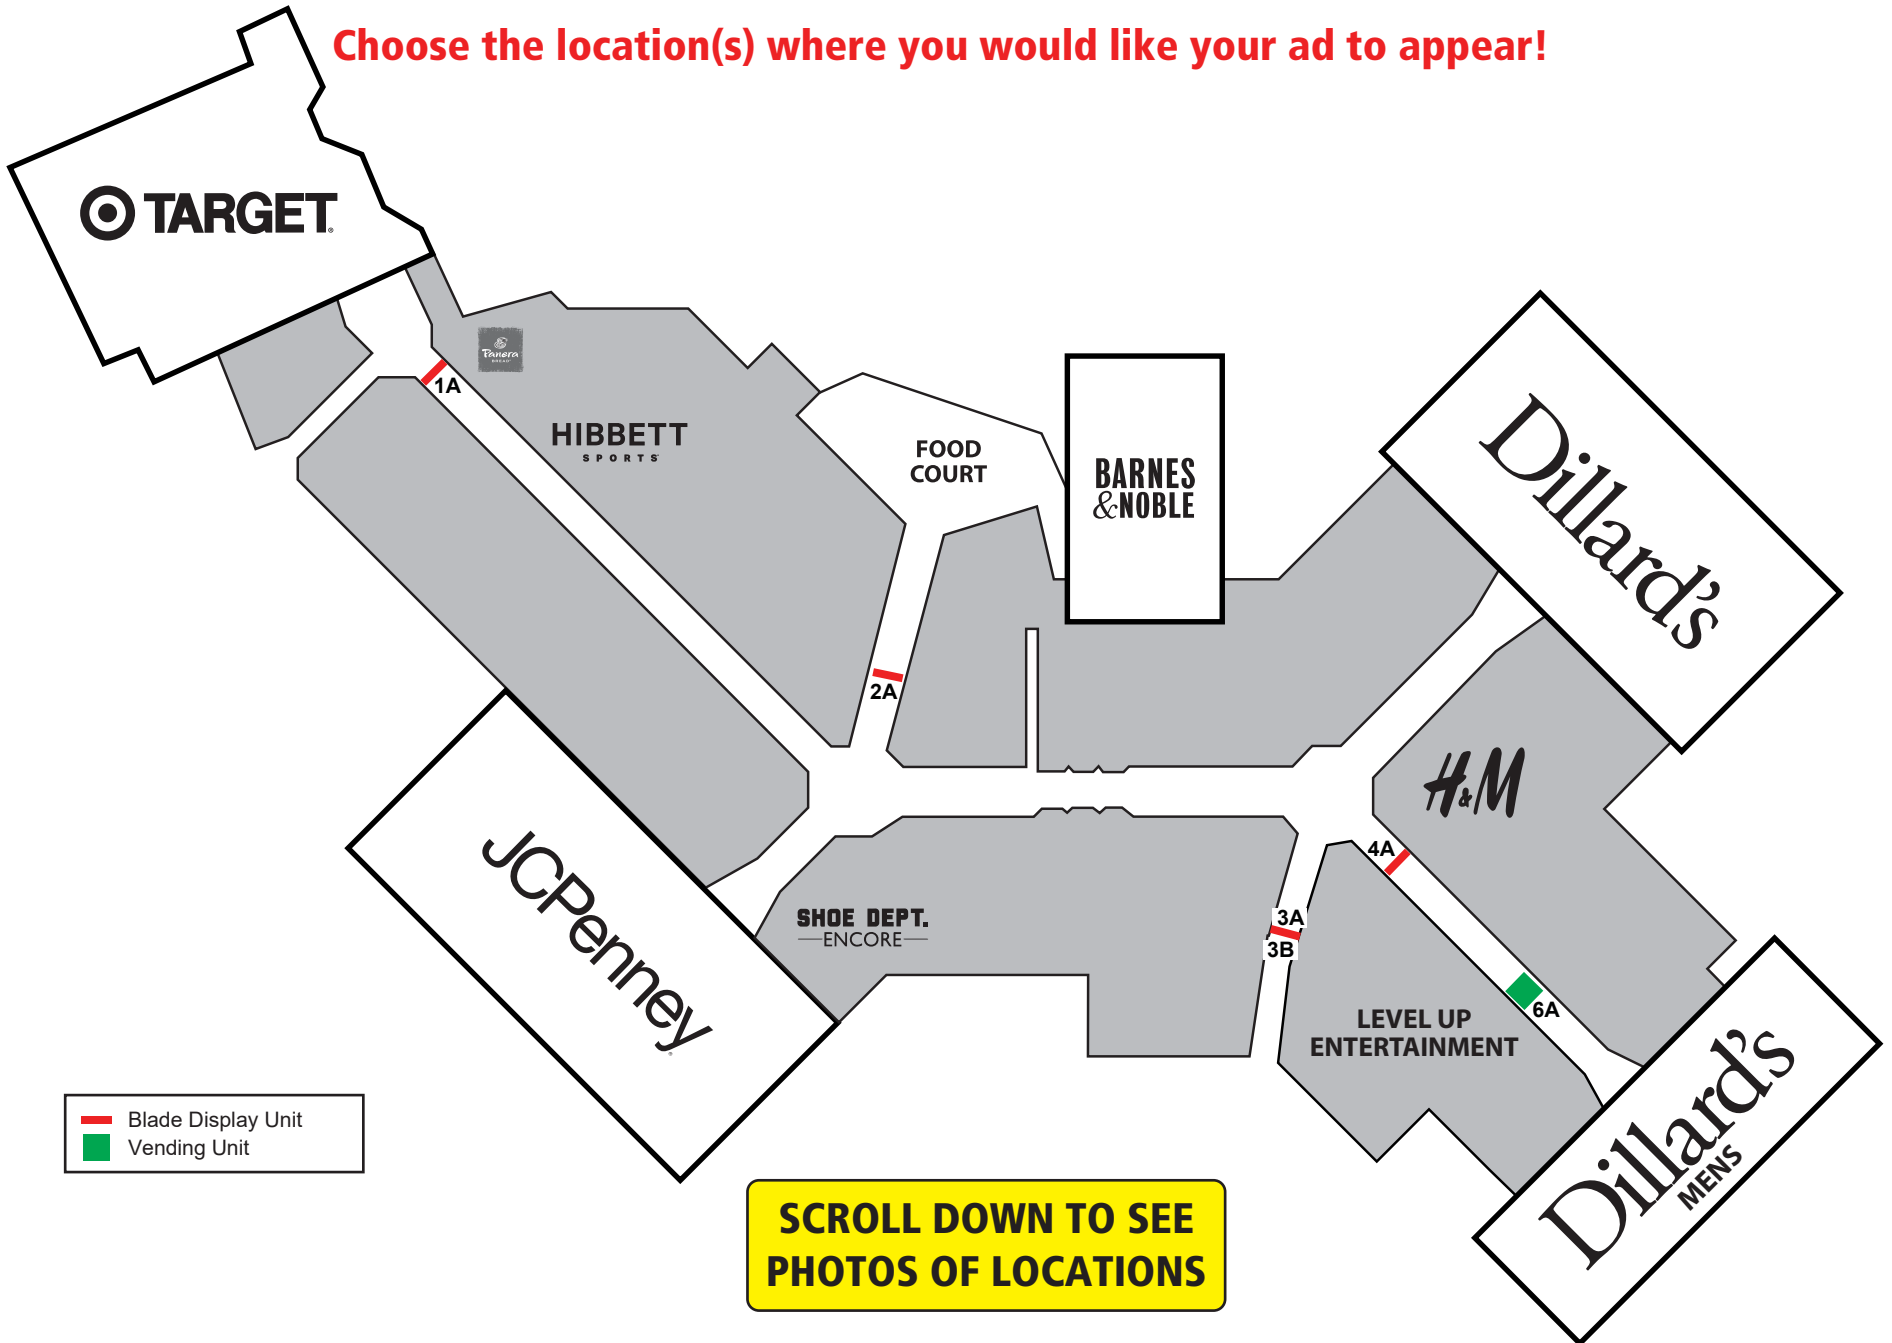 Choose the location(s) where you would like your ad to appear!
TARGET
Panera
BREAD
1A
HIBBETT
SPORTS
FOOD
COURT
BARNES
&NOBLE
Dillard's
2A
H&M
4A
JCPenney
SHOE DEPT.
ENCORE
3A
3B
6A
LEVEL UP
ENTERTAINMENT
Dillard's
MENS
Blade Display Unit
Vending Unit
SCROLL DOWN TO SEE
PHOTOS OF LOCATIONS